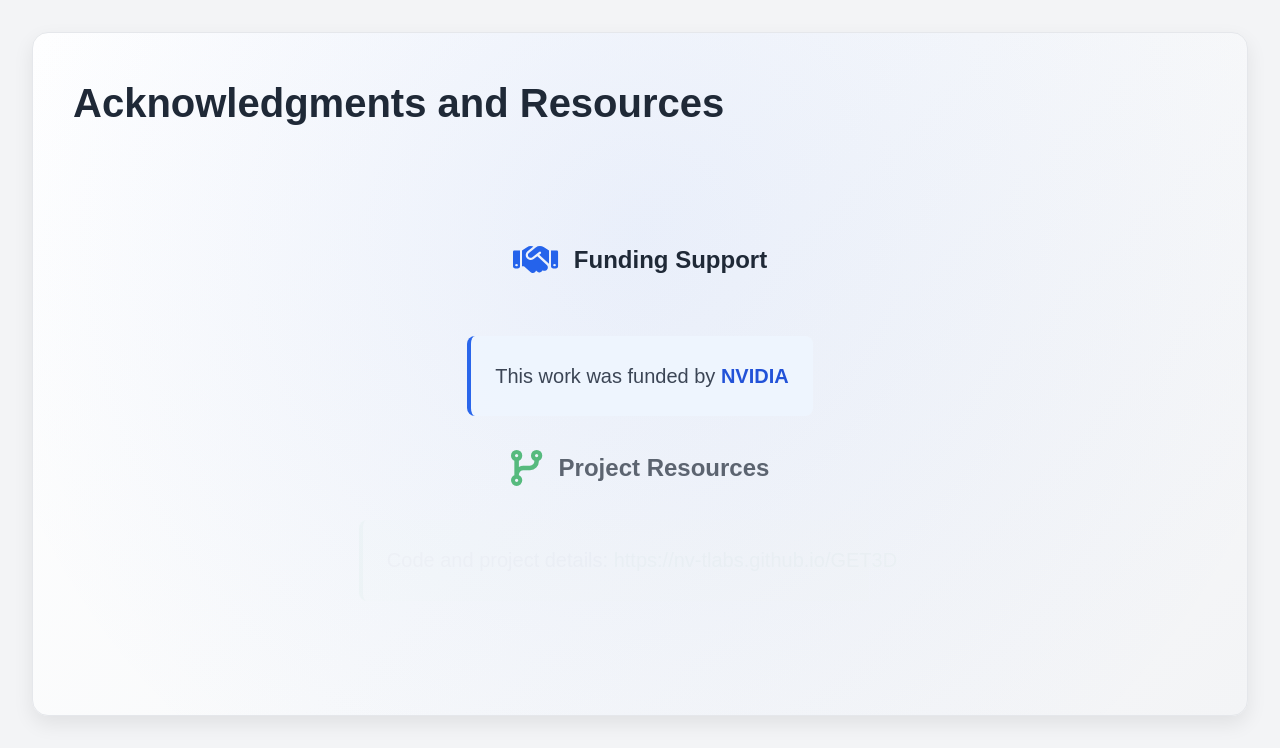 Acknowledgments and Resources
Funding Support
This work was funded by NVIDIA
Project Resources
Code and project details: https://nv-tlabs.github.io/GET3D